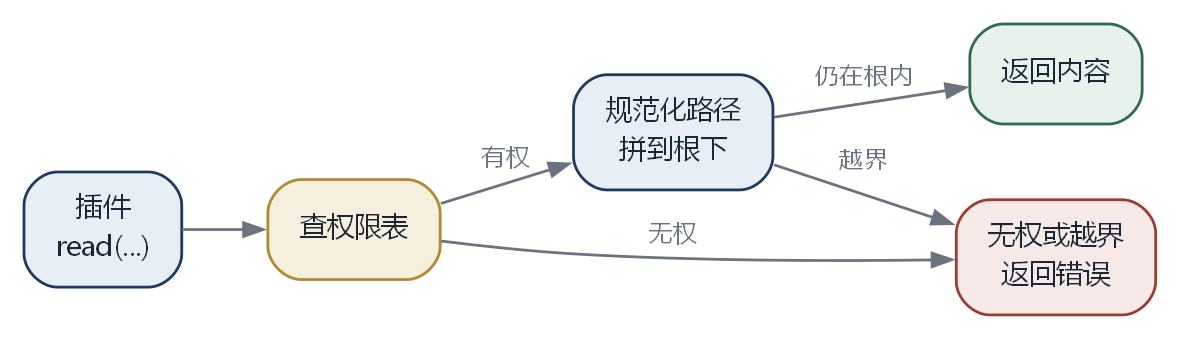 插件
read(...)
查权限表
有权
无权
规范化路径
拼到根下
仍在根内
越界
返回内容
无权或越界
返回错误